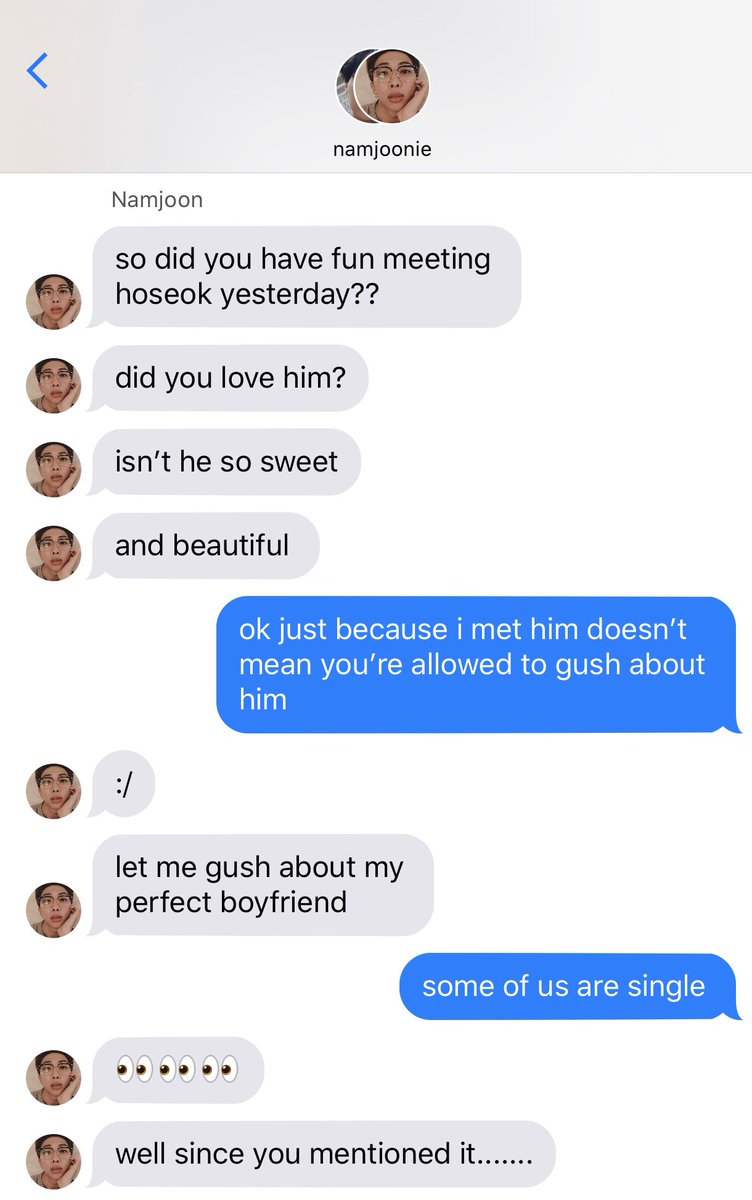 namjoonie
Namjoon
so did you have fun meeting
hoseok yesterday??
did you love him?
isn’t he so sweet
and beautiful
ok just because i met him doesn’t
mean you’re allowed to gush about
him
:/
let me gush about my
perfect boyfriend
some of us are single
👀👀👀
well since you mentioned it.......